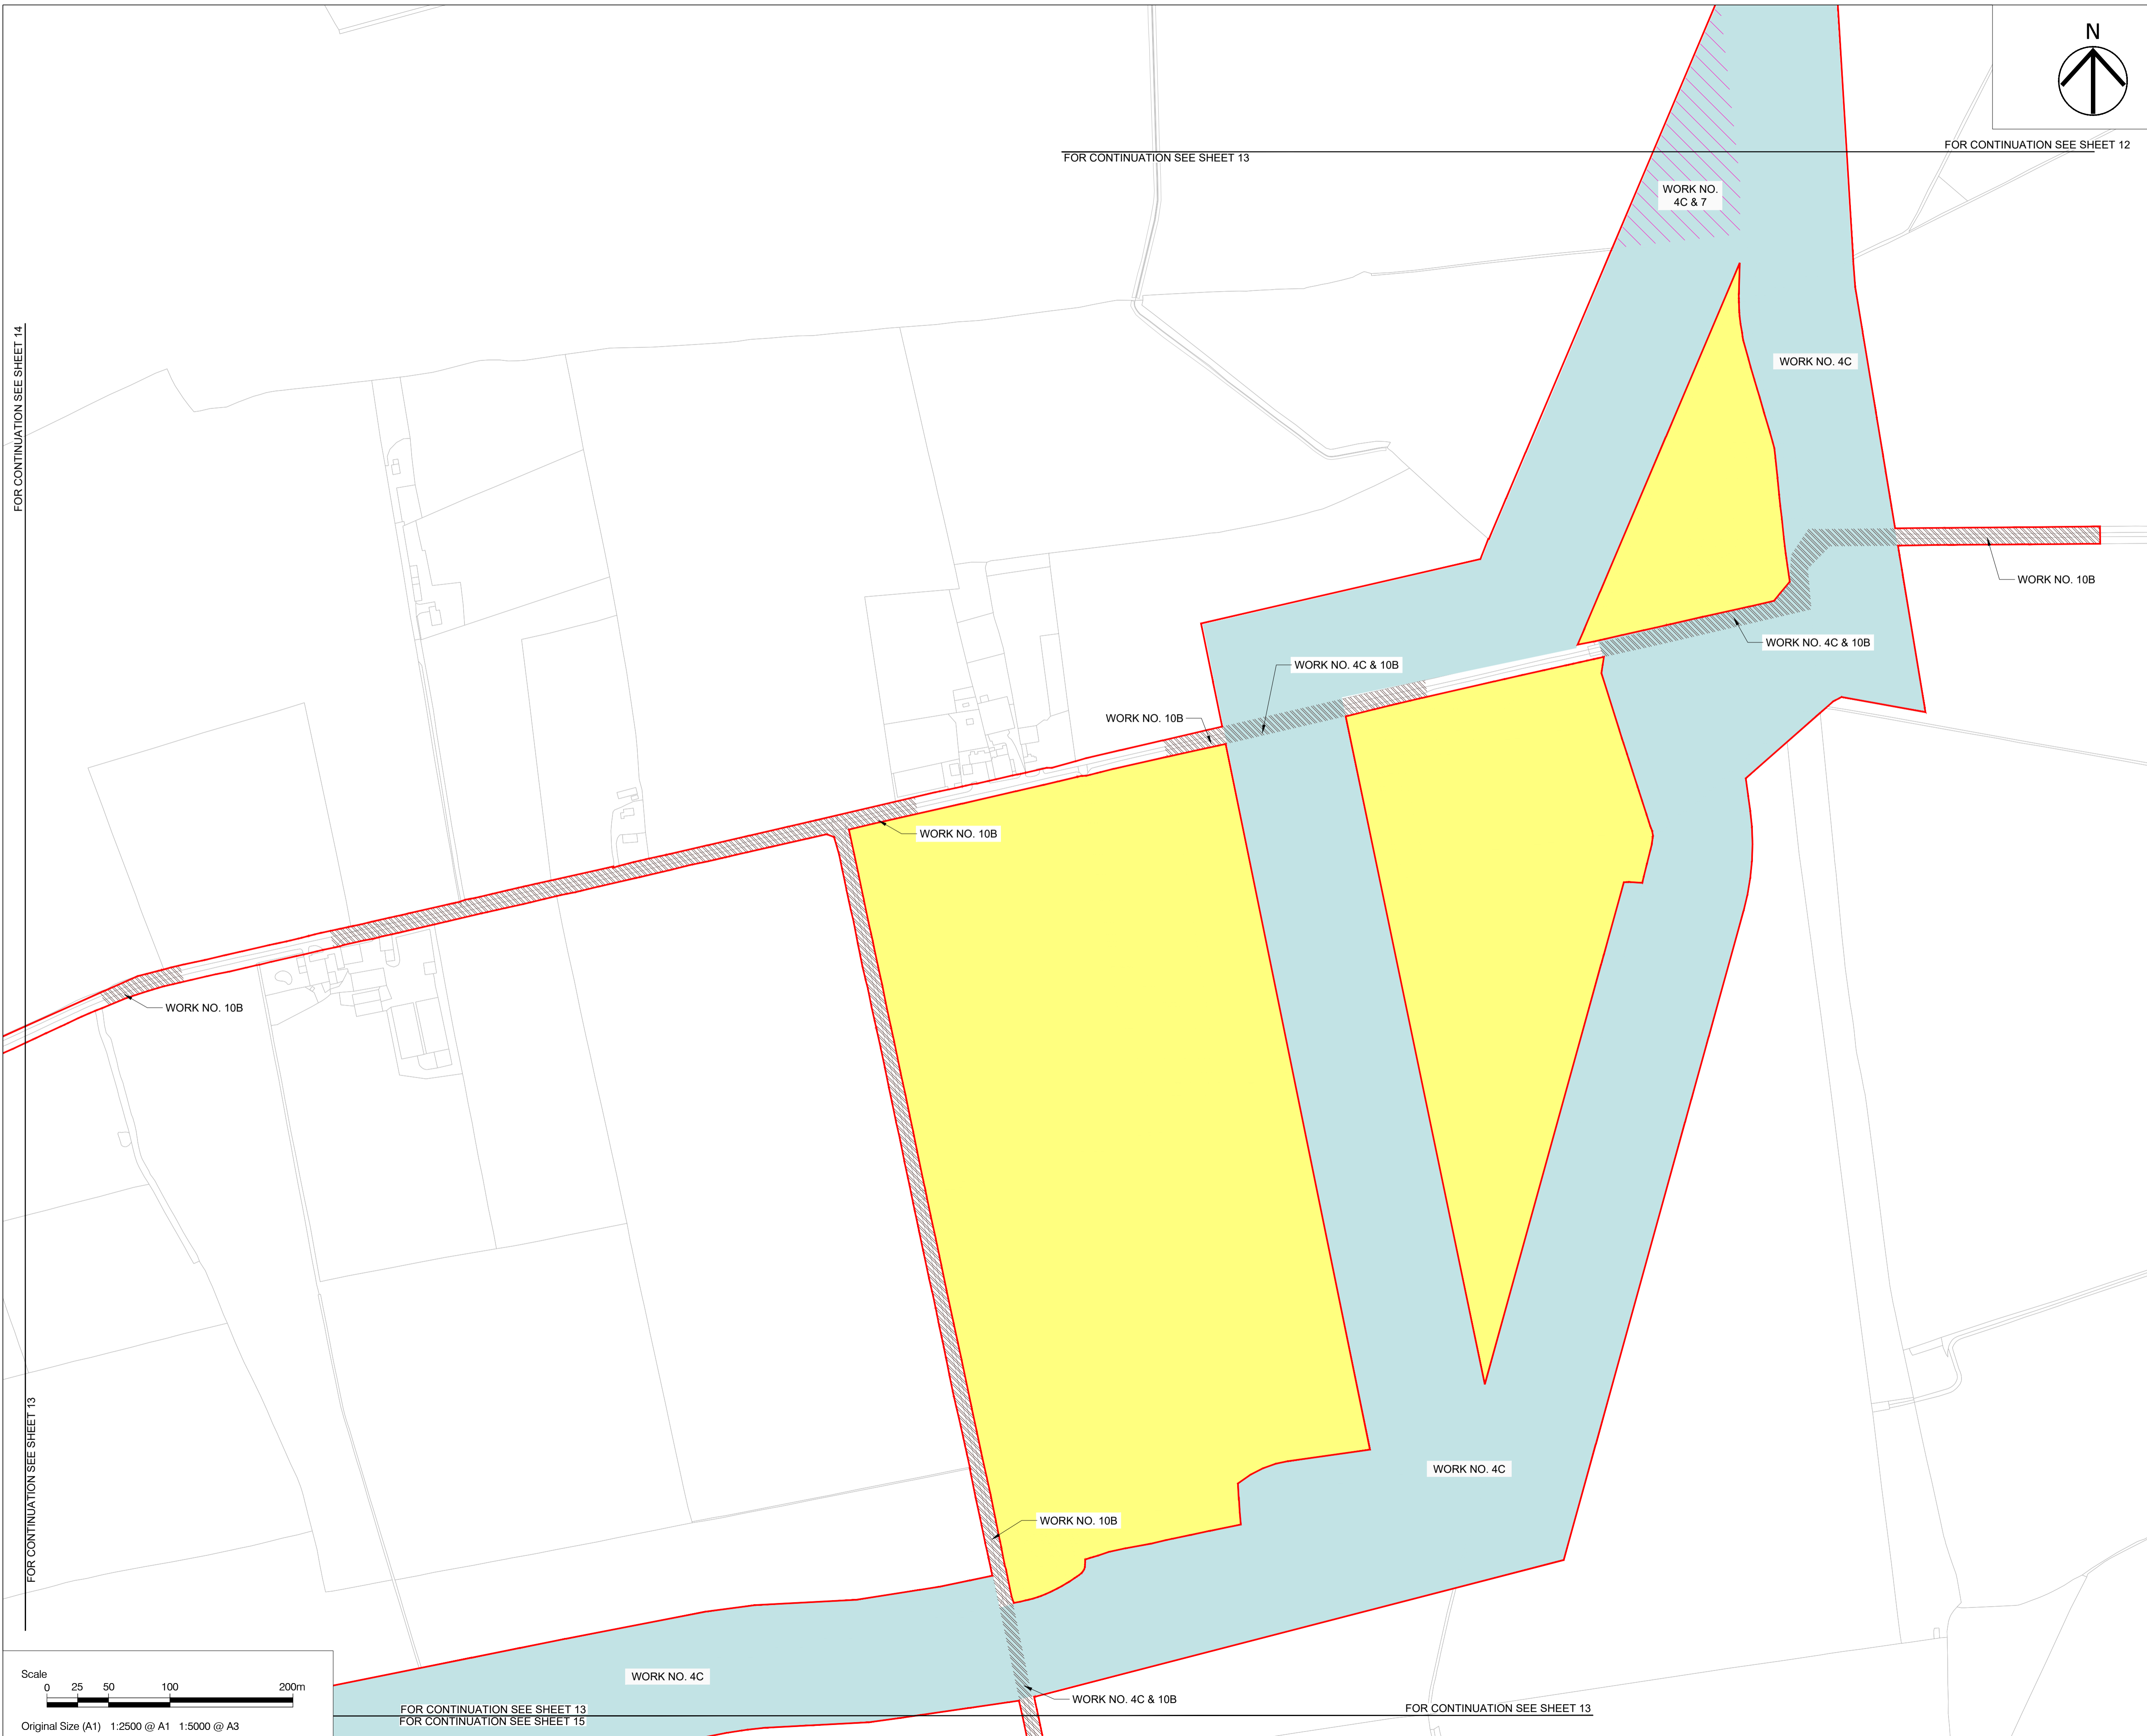 N
FOR CONTINUATION SEE SHEET 12
FOR CONTINUATION SEE SHEET 13
WORK NO.
4C & 7
FOR CONTINUATION SEE SHEET 14
WORK NO. 4C
WORK NO. 10B
WORK NO. 4C & 10B
WORK NO. 4C & 10B
WORK NO. 10B
WORK NO. 10B
WORK NO. 10B
FOR CONTINUATION SEE SHEET 13
WORK NO. 4C
WORK NO. 10B
WORK NO. 4C
WORK NO. 4C & 10B
FOR CONTINUATION SEE SHEET 13
FOR CONTINUATION SEE SHEET 15
FOR CONTINUATION SEE SHEET 13
Scale
0 25 50 100 200m
Original Size (A1) 1:2500 @ A1 1:5000 @ A3